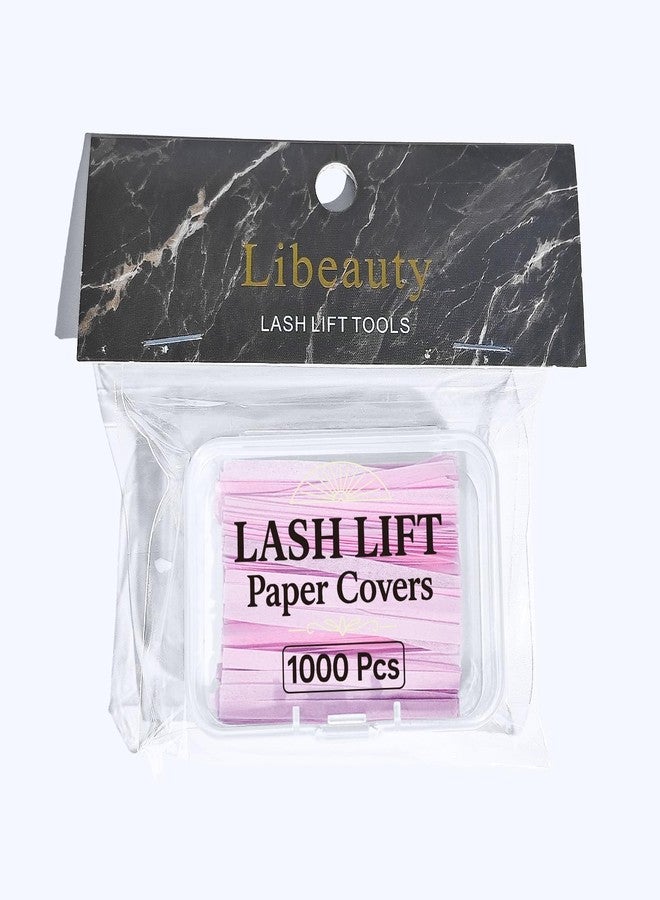 Libeauty
LASH LIFT TOOLS
LASH LIFT
Paper Covers
1000 Pcs